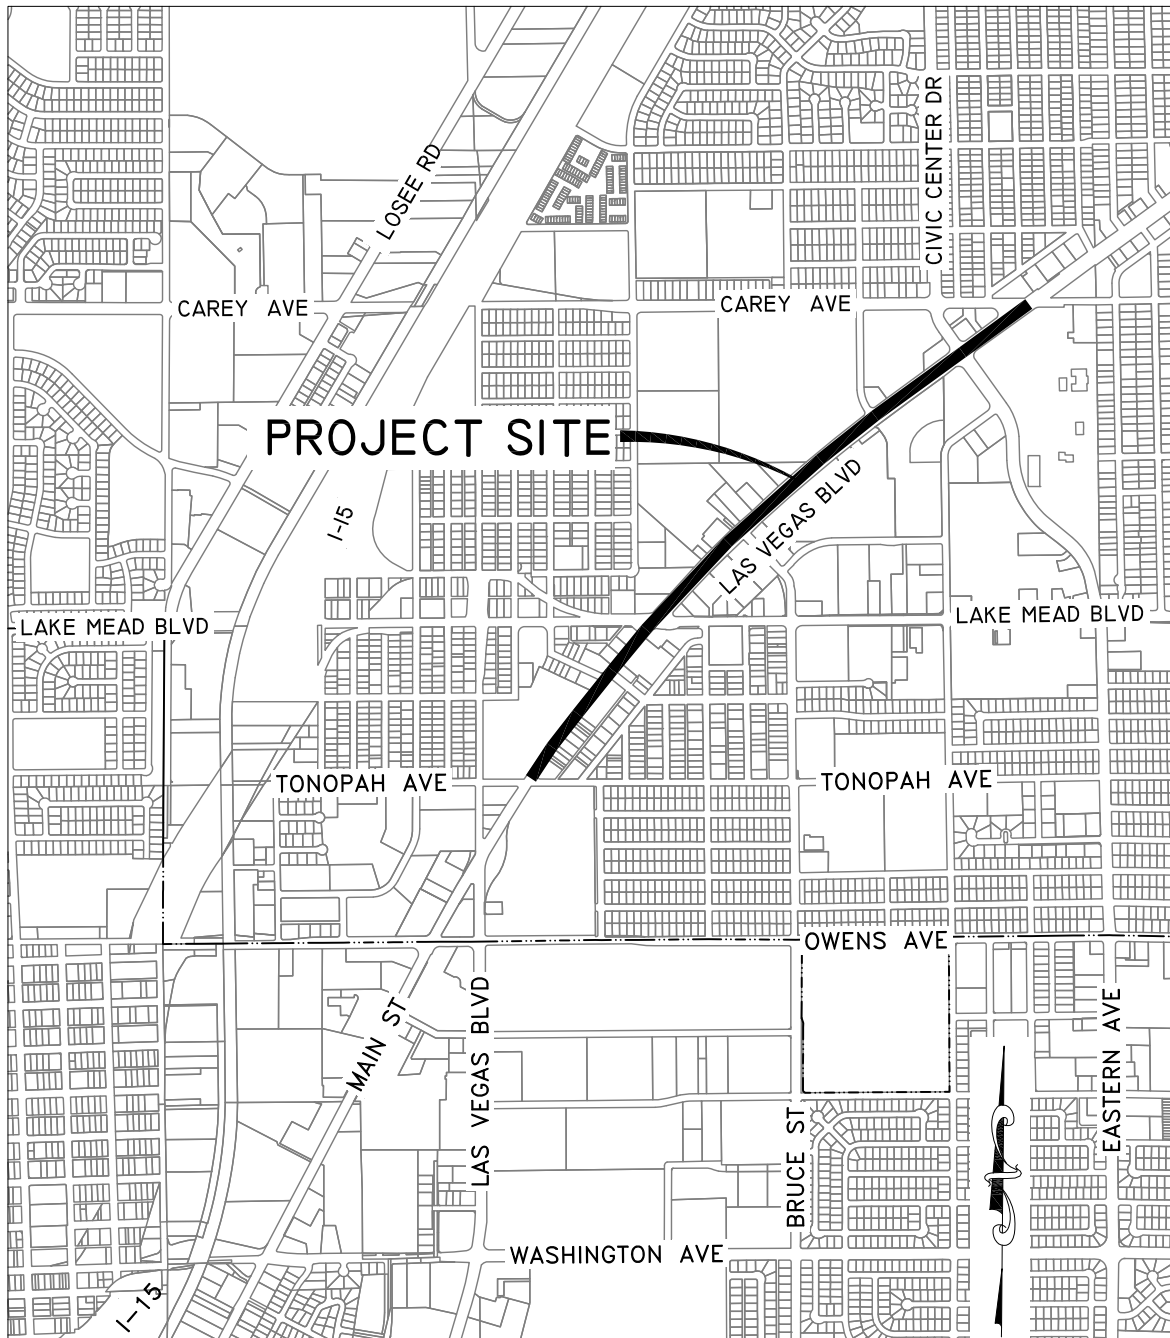 CIVIC CENTER DR
LOSEE RD
CAREY AVE
CAREY AVE
PROJECT SITE
I-15
LAS VEGAS BLVD
LAKE MEAD BLVD
LAKE MEAD BLVD
TONOPAH AVE
TONOPAH AVE
OWENS AVE
MAIN ST
LAS VEGAS BLVD
BRUCE ST
EASTERN AVE
WASHINGTON AVE
I-15